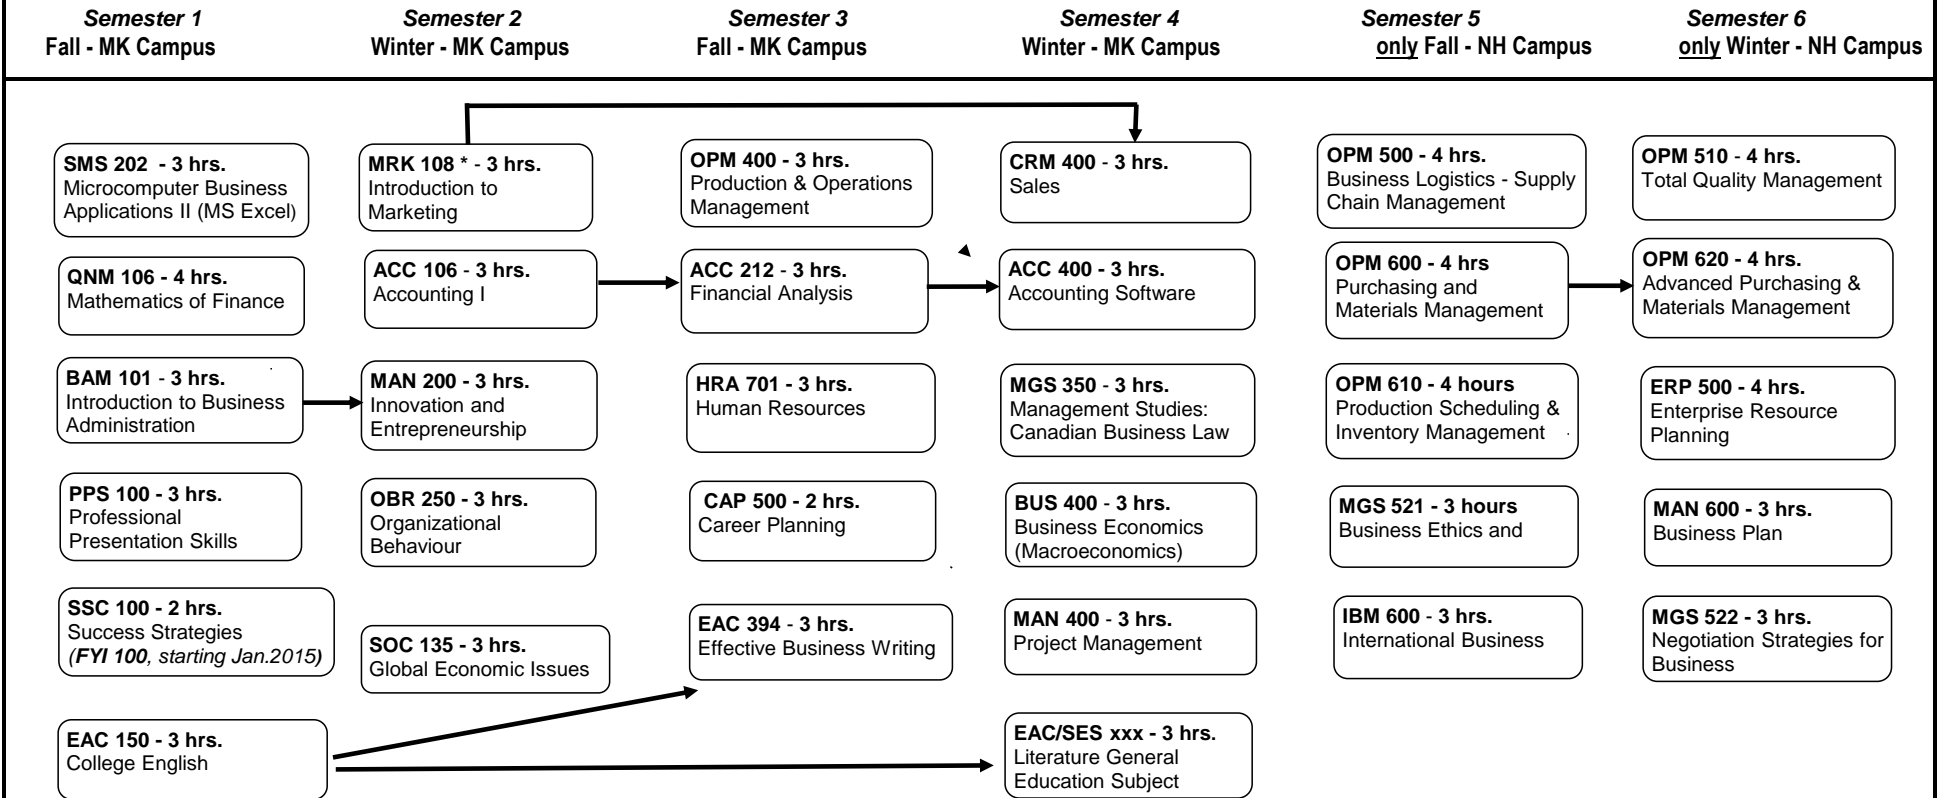 Semester 1
Fall - MK Campus
Semester 2
Winter - MK Campus
Semester 3
Fall - MK Campus
Semester 4
Winter - MK Campus
Semester 5
only Fall - NH Campus
Semester 6
only Winter - NH Campus
SMS 202 - 3 hrs.
Microcomputer Business
Applications II (MS Excel)
QNM 106 - 4 hrs.
Mathematics of Finance
BAM 101 - 3 hrs.
Introduction to Business
Administration
PPS 100 - 3 hrs.
Professional
Presentation Skills
SSC 100 - 2 hrs.
Success Strategies
(FYI 100, starting Jan.2015)
EAC 150 - 3 hrs.
College English
MRK 108 * - 3 hrs.
Introduction to
Marketing
ACC 106 - 3 hrs.
Accounting I
MAN 200 - 3 hrs.
Innovation and
Entrepreneurship
OBR 250 - 3 hrs.
Organizational
Behaviour
SOC 135 - 3 hrs.
Global Economic Issues
OPM 400 - 3 hrs.
Production & Operations
Management
ACC 212 - 3 hrs.
Financial Analysis
HRA 701 - 3 hrs.
Human Resources
CAP 500 - 2 hrs.
Career Planning
EAC 394 - 3 hrs.
Effective Business Writing
CRM 400 - 3 hrs.
Sales
ACC 400 - 3 hrs.
Accounting Software
MGS 350 - 3 hrs.
Management Studies:
Canadian Business Law
BUS 400 - 3 hrs.
Business Economics
(Macroeconomics)
MAN 400 - 3 hrs.
Project Management
EAC/SES xxx - 3 hrs.
Literature General
Education Subject
OPM 500 - 4 hrs.
Business Logistics - Supply
Chain Management
OPM 600 - 4 hrs
Purchasing and
Materials Management
OPM 610 - 4 hours
Production Scheduling &
Inventory Management
MGS 521 - 3 hours
Business Ethics and
IBM 600 - 3 hrs.
International Business
OPM 510 - 4 hrs.
Total Quality Management
OPM 620 - 4 hrs.
Advanced Purchasing &
Materials Management
ERP 500 - 4 hrs.
Enterprise Resource
Planning
MAN 600 - 3 hrs.
Business Plan
MGS 522 - 3 hrs.
Negotiation Strategies for
Business